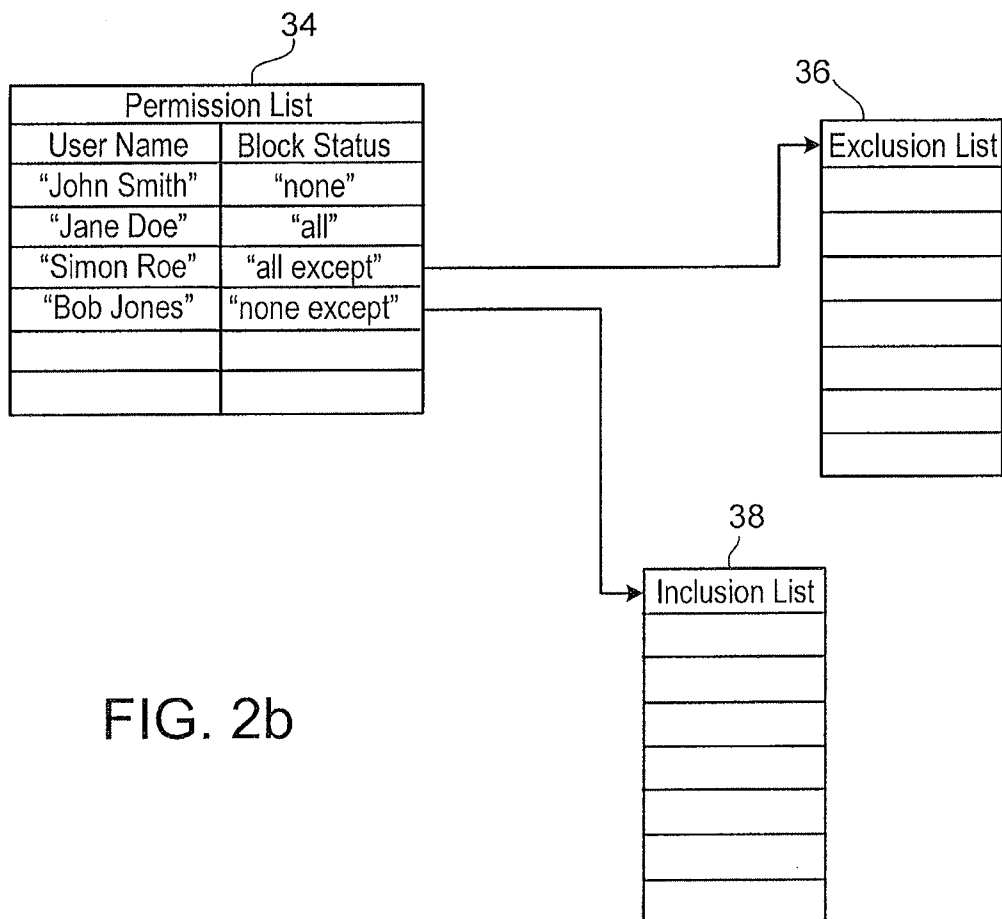 34
Permission List
User Name Block Status
“John Smith” “none”
“Jane Doe” “all”
“Simon Roe” “all except”
“Bob Jones” “none except”
36
Exclusion List
38
Inclusion List
FIG. 2b